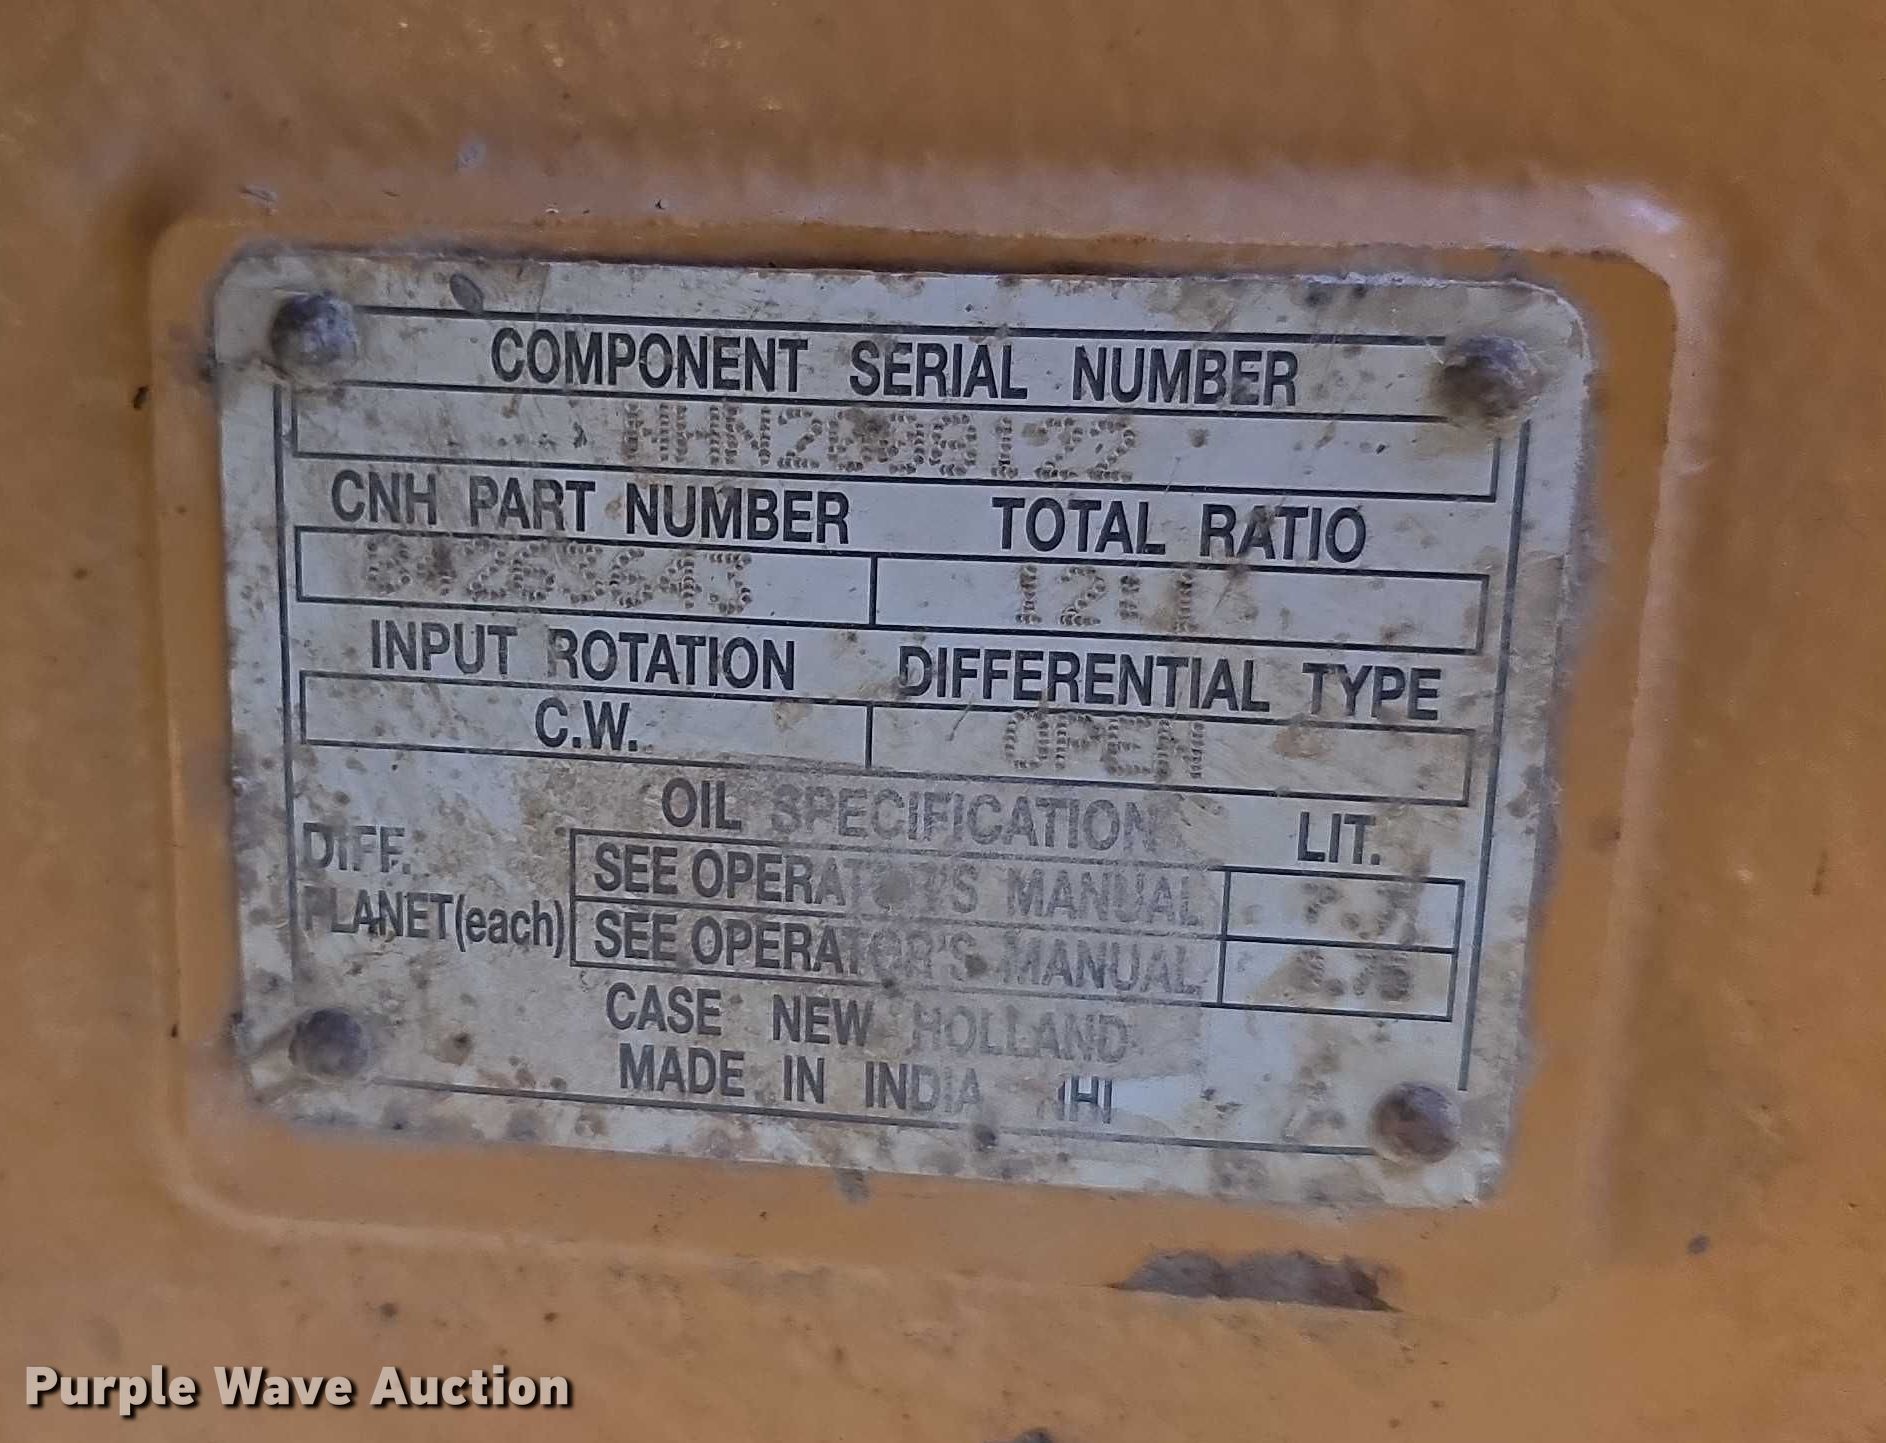 COMPONENT SERIAL NUMBER
CNH PART NUMBER TOTAL RATIO
INPUT ROTATION DIFFERENTIAL TYPE
C.W. OPEN
OIL SPECIFICATION LIT.
DIFF. SEE OPERATOR'S MANUAL
PLANET(each) SEE OPERATOR'S MANUAL
CASE NEW HOLLAND
MADE IN INDIA
Purple Wave Auction